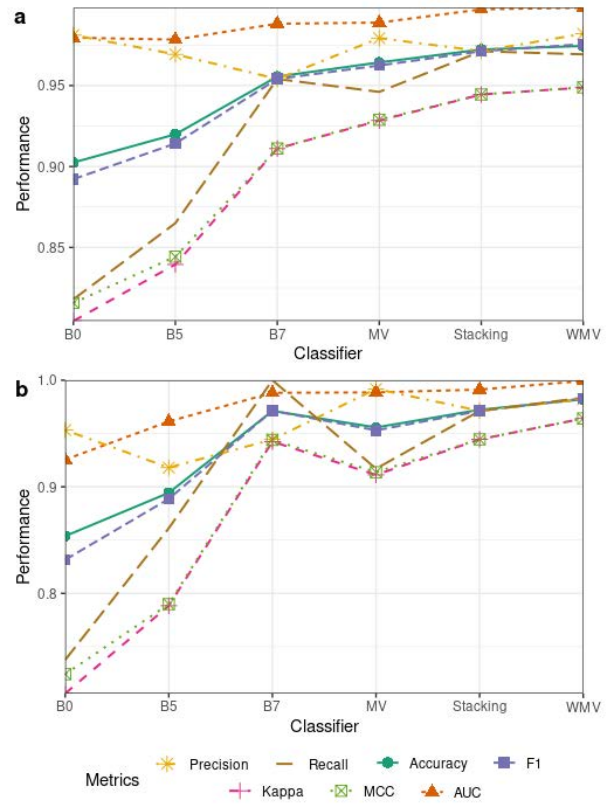 a
Performance
0.95
0.90
0.85
B0 B5 B7 MV Stacking WMV
Classifier
b
Performance
1.0
0.9
0.8
B0 B5 B7 MV Stacking WMV
Classifier
Metrics
Precision Recall Accuracy F1
Kappa MCC AUC